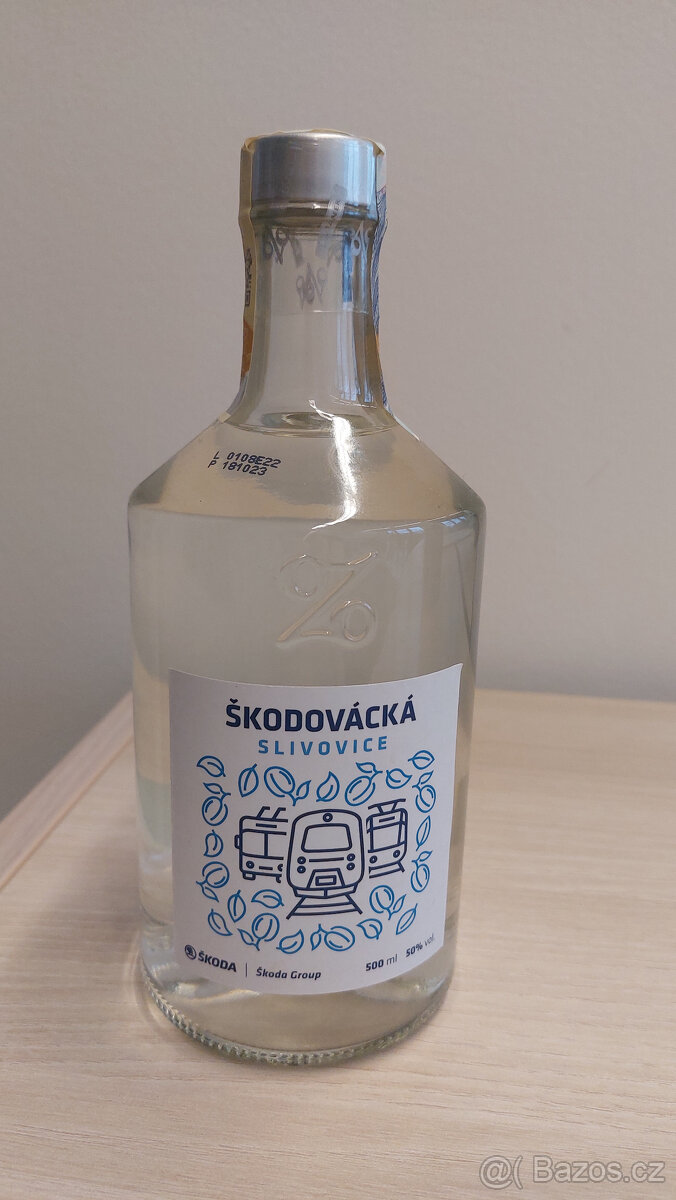 L 0108E22
P 181023
ŠKODOVÁCKÁ
SLIVOVICE
ŠKODA | Škoda Group 500 ml 50% vol.
@( Bazos.cz